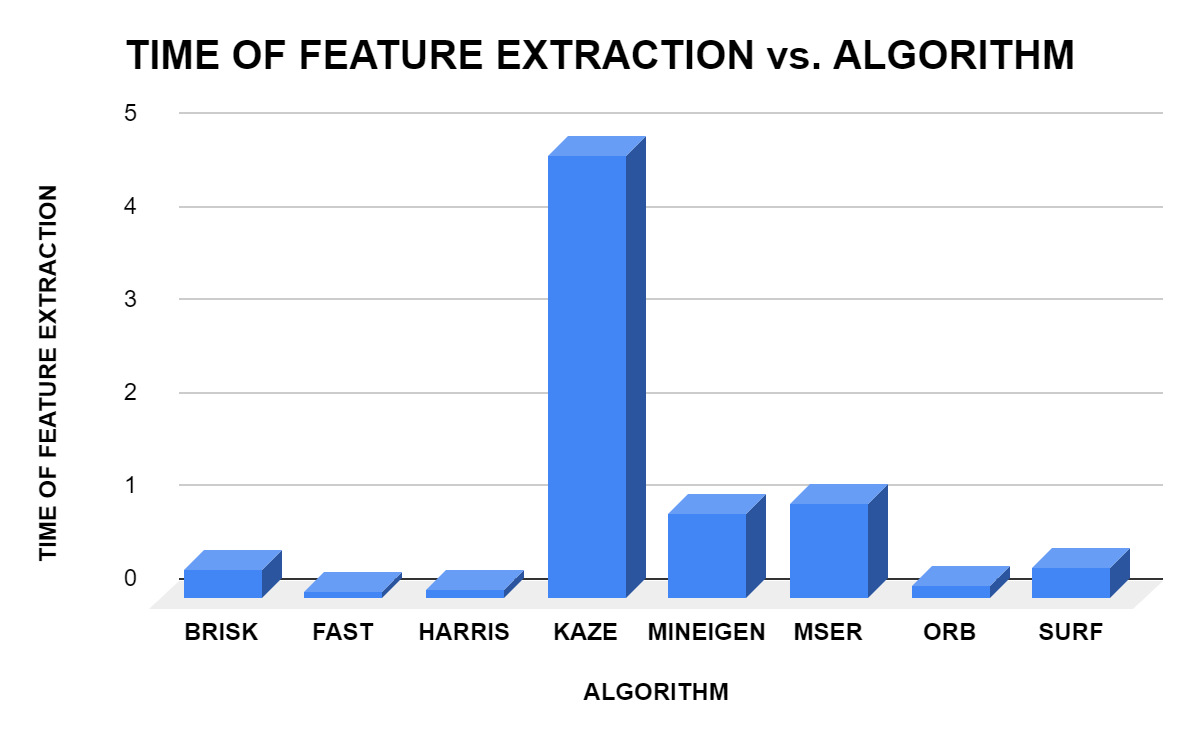 TIME OF FEATURE EXTRACTION vs. ALGORITHM
TIME OF FEATURE EXTRACTION
5
4
3
2
1
0
BRISK FAST HARRIS KAZE MINEIGEN MSER ORB SURF
ALGORITHM